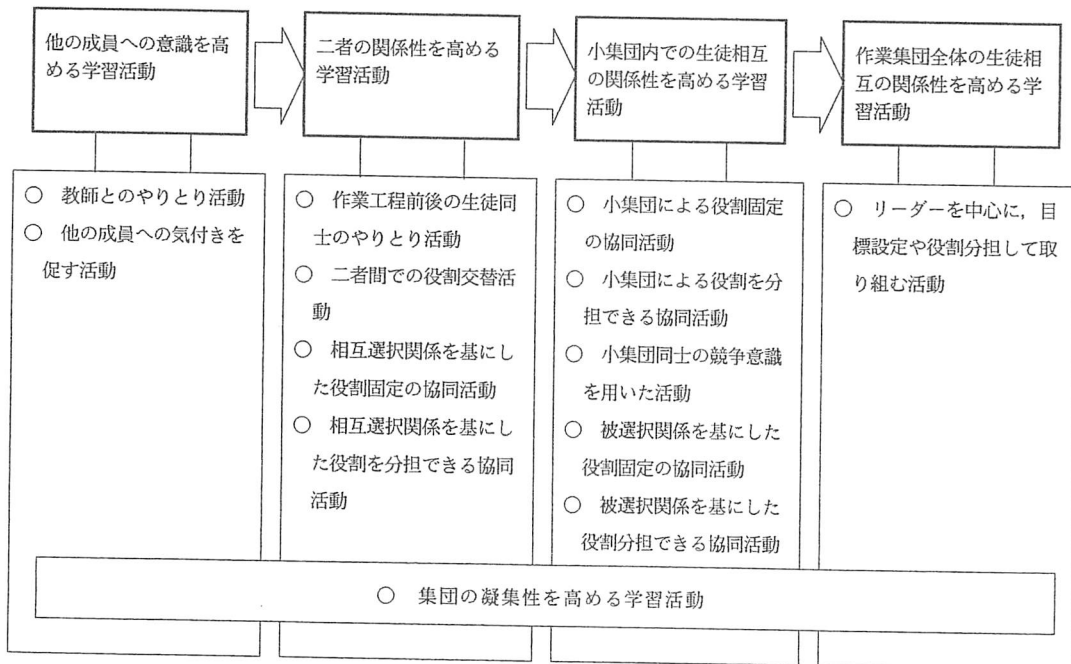 他の成員への意識を高
める学習活動
二者の関係性を高める
学習活動
小集団内での生徒相互
の関係性を高める学習
活動
作業集団全体の生徒相
互の関係性を高める学
習活動
○ 教師とのやりとり活動
○ 他の成員への気付きを
促す活動
○ 作業工程前後の生徒同
士のやりとり活動
○ 二者間での役割交替活
動
○ 相互選択関係を基にし
た役割固定の協同活動
○ 相互選択関係を基にし
た役割を分担できる協同
活動
○ 小集団による役割固定
の協同活動
○ 小集団による役割を分
担できる協同活動
○ 小集団同士の競争意識
を用いた活動
○ 被選択関係を基にした
役割固定の協同活動
○ 被選択関係を基にした
役割分担できる協同活動
○ リーダーを中心に，目
標設定や役割分担して取
り組む活動
○ 集団の凝集性を高める学習活動